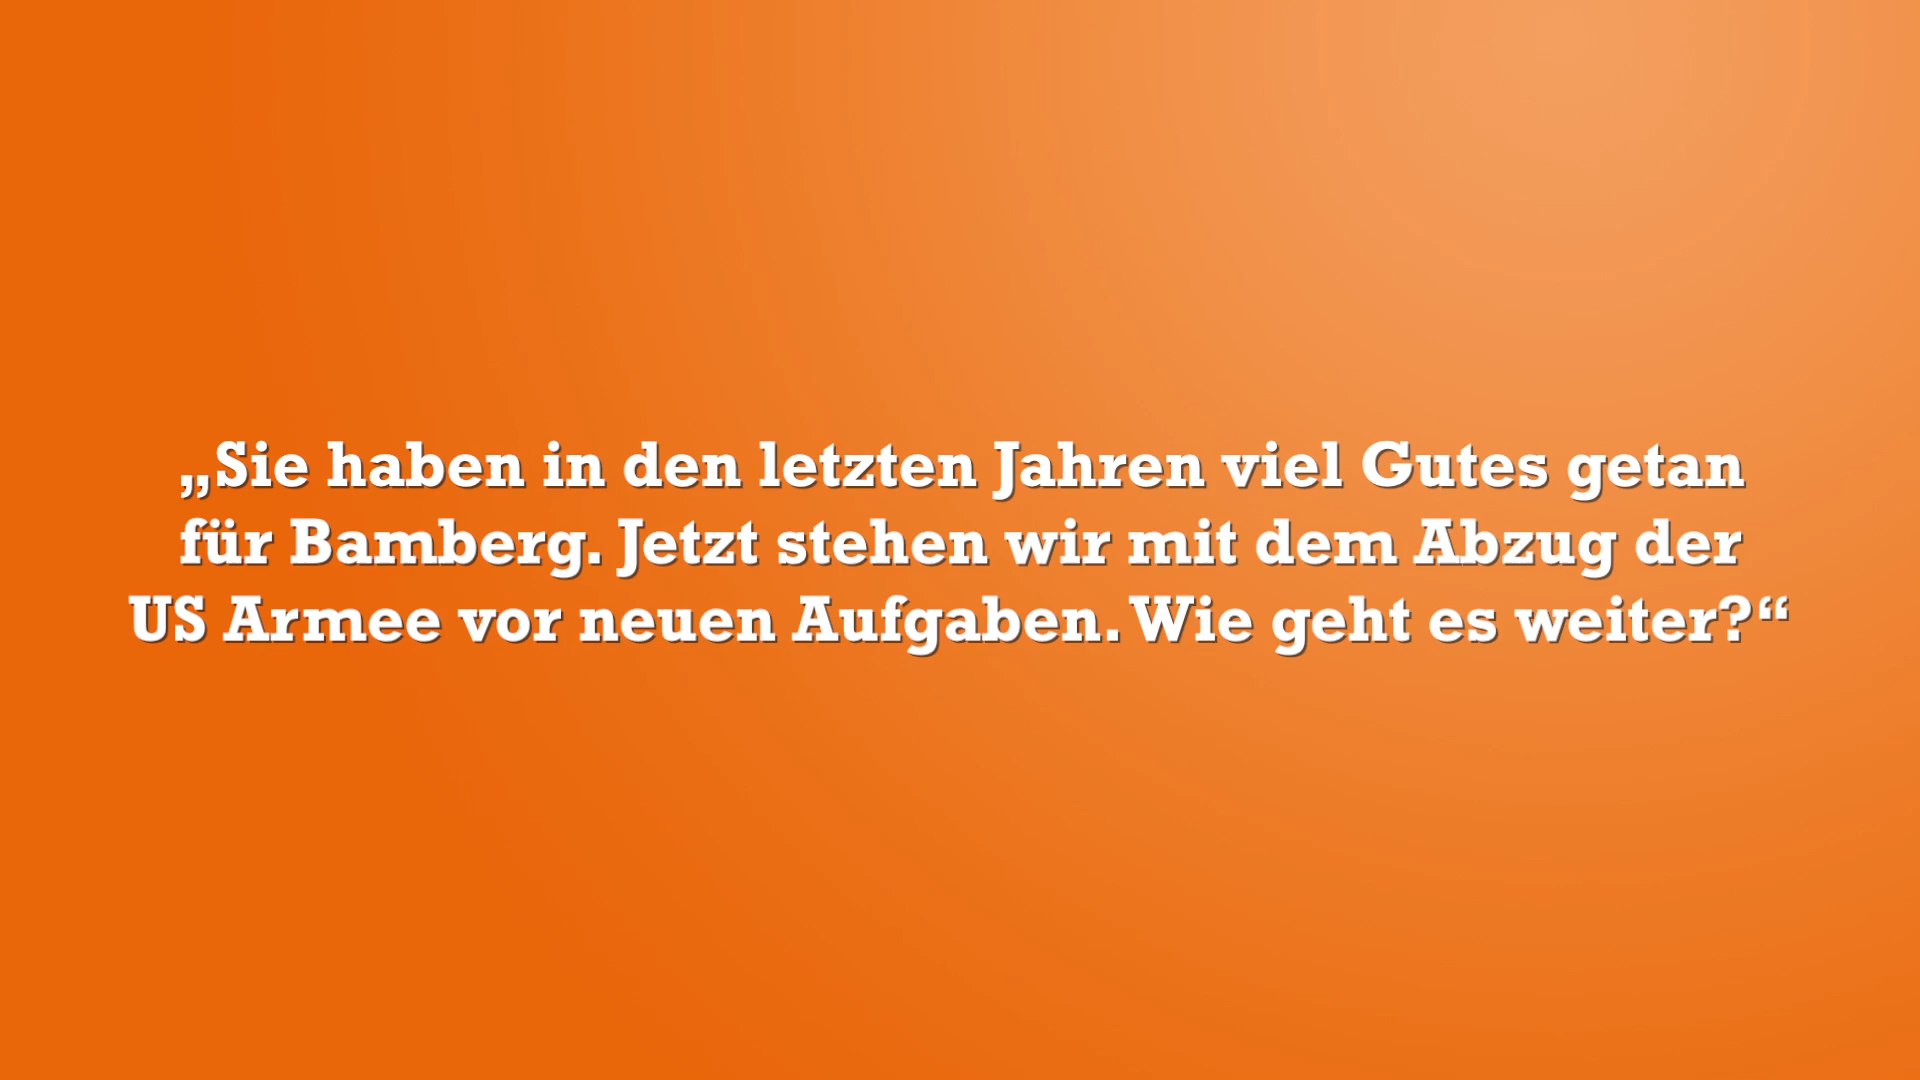 „Sie haben in den letzten Jahren viel Gutes getan
für Bamberg. Jetzt stehen wir mit dem Abzug der
US Armee vor neuen Aufgaben. Wie geht es weiter?“